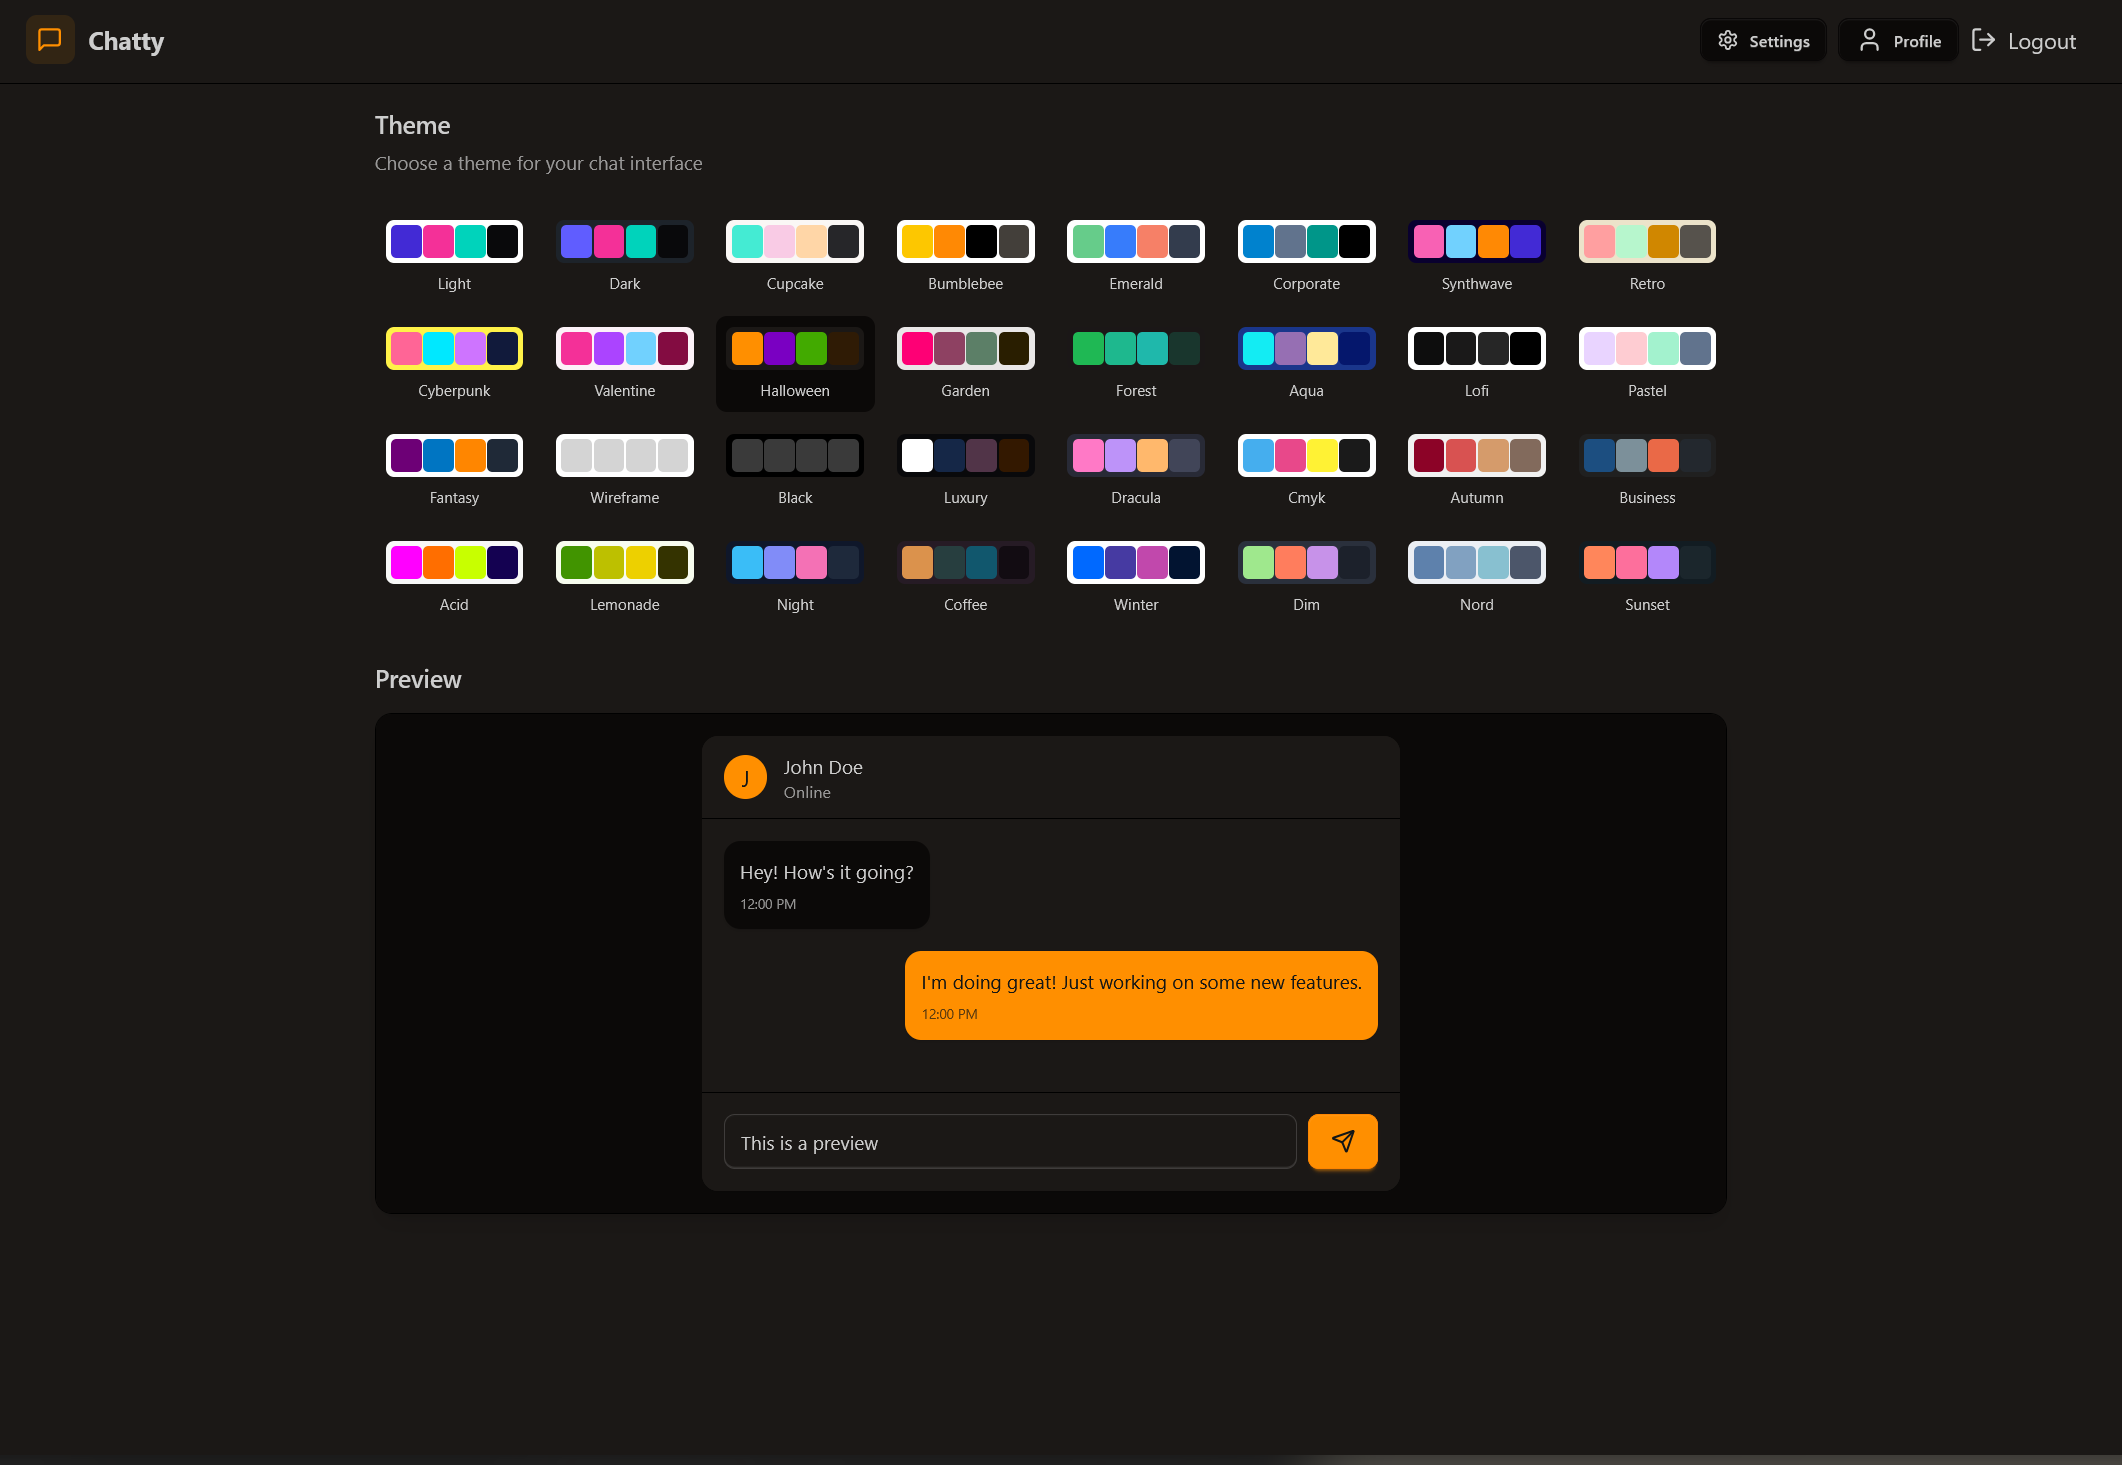 Chatty
Settings
Profile
Logout
Theme
Choose a theme for your chat interface
Light
Dark
Cupcake
Bumblebee
Emerald
Corporate
Synthwave
Retro
Cyberpunk
Valentine
Halloween
Garden
Forest
Aqua
Lofi
Pastel
Fantasy
Wireframe
Black
Luxury
Dracula
Cmyk
Autumn
Business
Acid
Lemonade
Night
Coffee
Winter
Dim
Nord
Sunset
Preview
J
John Doe
Online
Hey! How's it going?
12:00 PM
I'm doing great! Just working on some new features.
12:00 PM
This is a preview